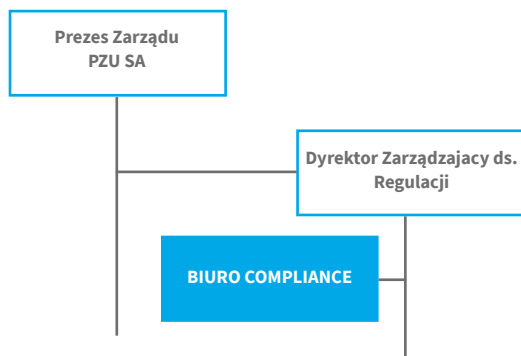 Prezes Zarządu
PZU SA
Dyrektor Zarządzajacy ds.
Regulacji
BIURO COMPLIANCE